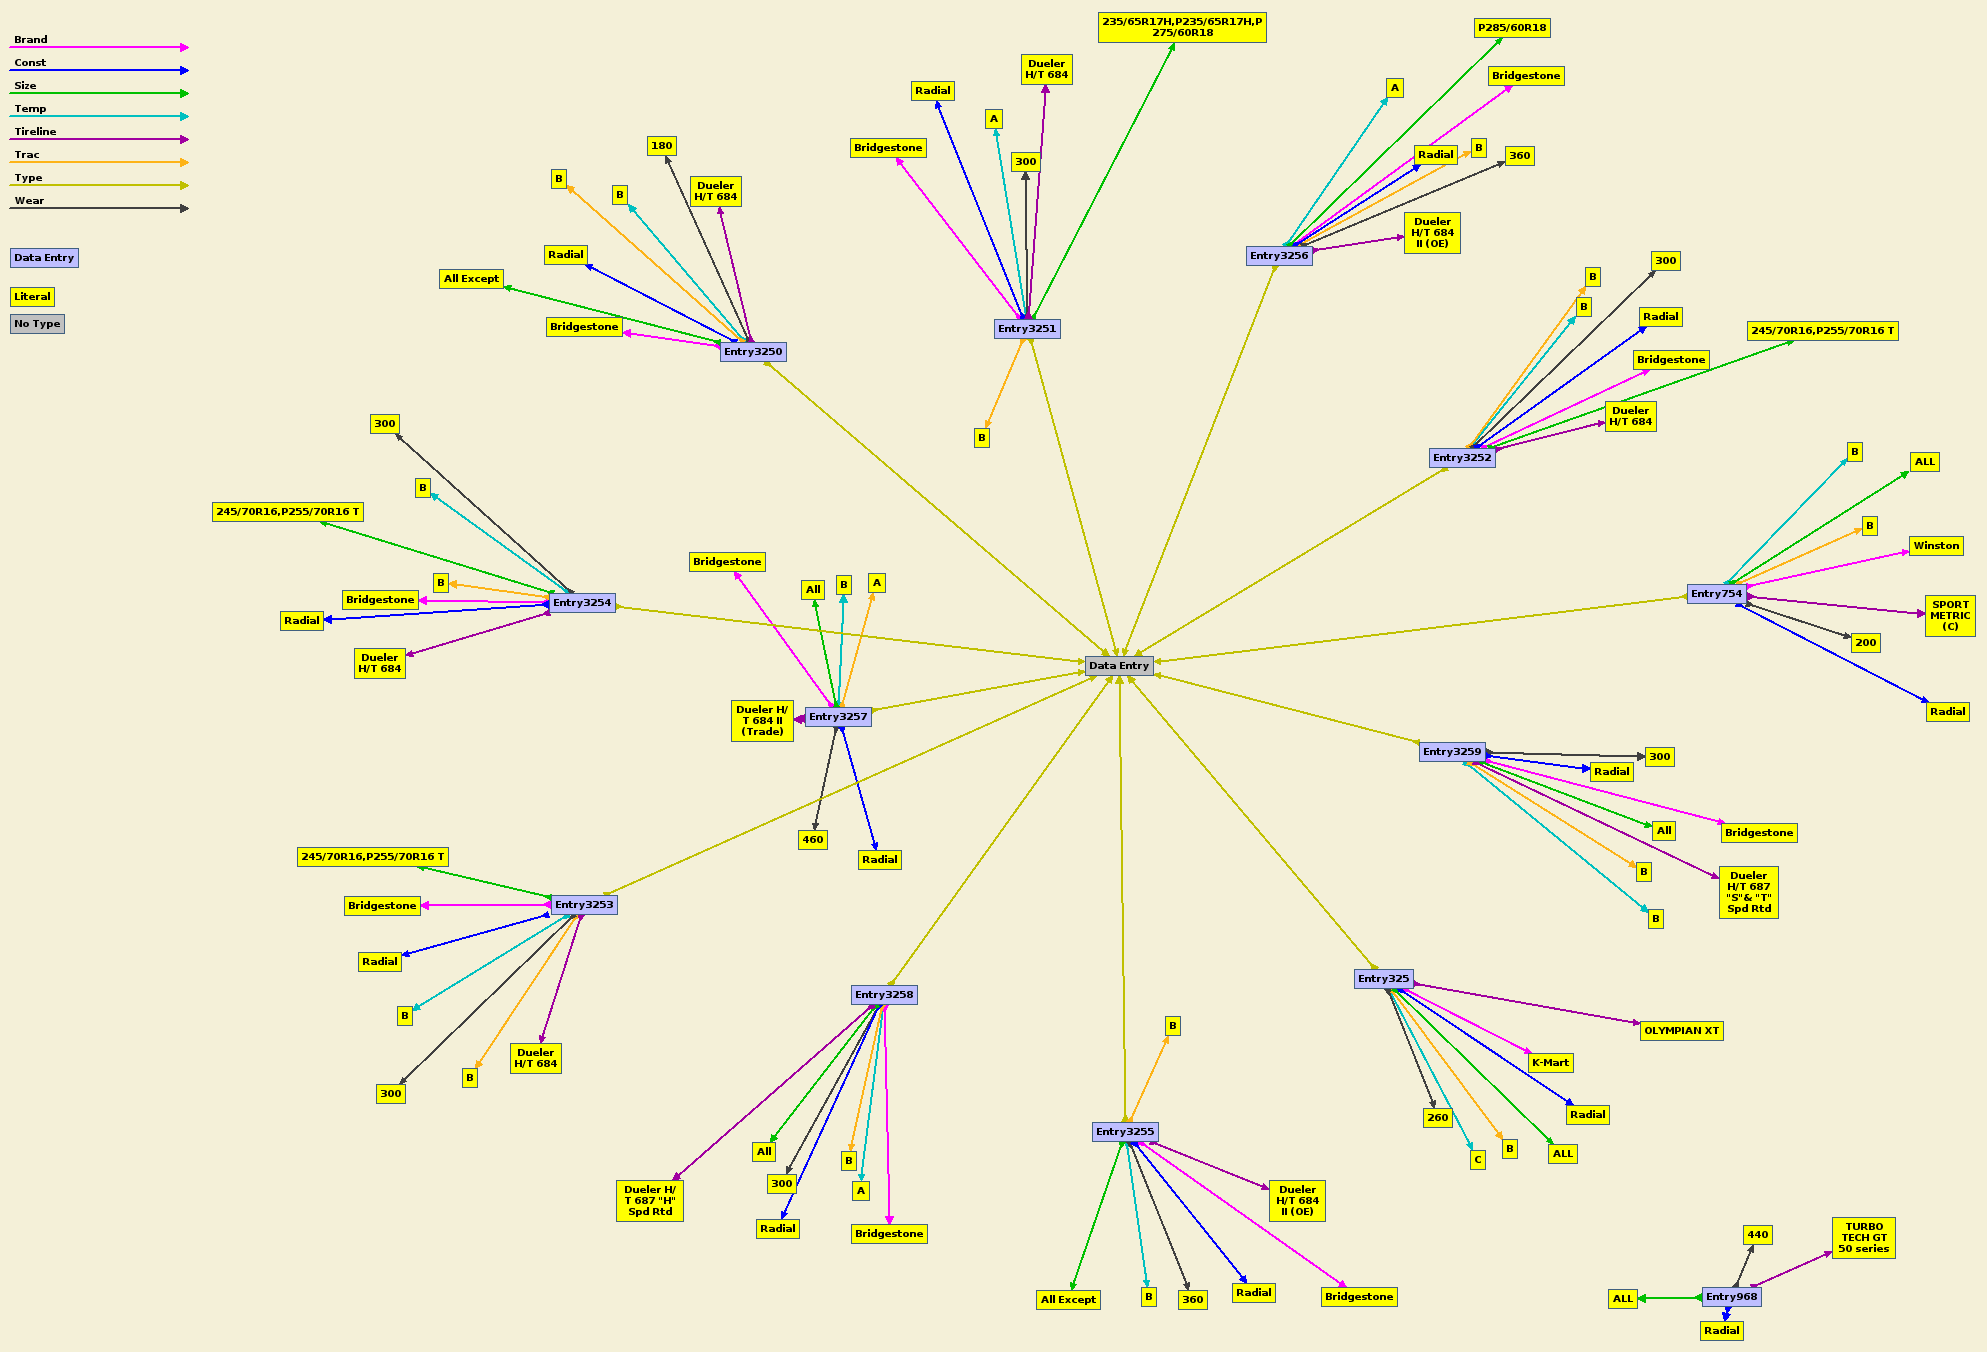 Brand
Const
Size
Temp
Tireline
Trac
Type
Wear
Data Entry
Literal
No Type
235/65R17H,P235/65R17H,P
275/60R18
Dueler
H/T 684
Radial
A
Bridgestone
300
Entry3251
B
P285/60R18
Bridgestone
A
Radial
B
360
Dueler
H/T 684
II (OE)
Entry3256
180
B
B
Dueler
H/T 684
Radial
All Except
Bridgestone
Entry3250
300
B
B
Radial
245/70R16,P255/70R16 T
Bridgestone
Dueler
H/T 684
Entry3252
300
B
245/70R16,P255/70R16 T
B
Bridgestone
Radial
Dueler
H/T 684
Entry3254
Bridgestone
All
B
A
Dueler H/
T 684 II
(Trade)
Entry3257
460
Radial
Data Entry
B
ALL
B
Winston
Entry754
SPORT
METRIC
(C)
200
Radial
Entry3259
300
Radial
All
Bridgestone
B
Dueler
H/T 687
"S"& "T"
Spd Rtd
B
245/70R16,P255/70R16 T
Bridgestone
Entry3253
Radial
B
Dueler
H/T 684
B
300
Entry3258
All
B
300
A
Dueler H/
T 687 "H"
Spd Rtd
Radial
Bridgestone
Entry325
OLYMPIAN XT
K-Mart
Radial
260
B
ALL
C
B
Entry3255
Dueler
H/T 684
II (OE)
All Except
B
360
Radial
Bridgestone
440
TURBO
TECH GT
50 series
ALL
Entry968
Radial